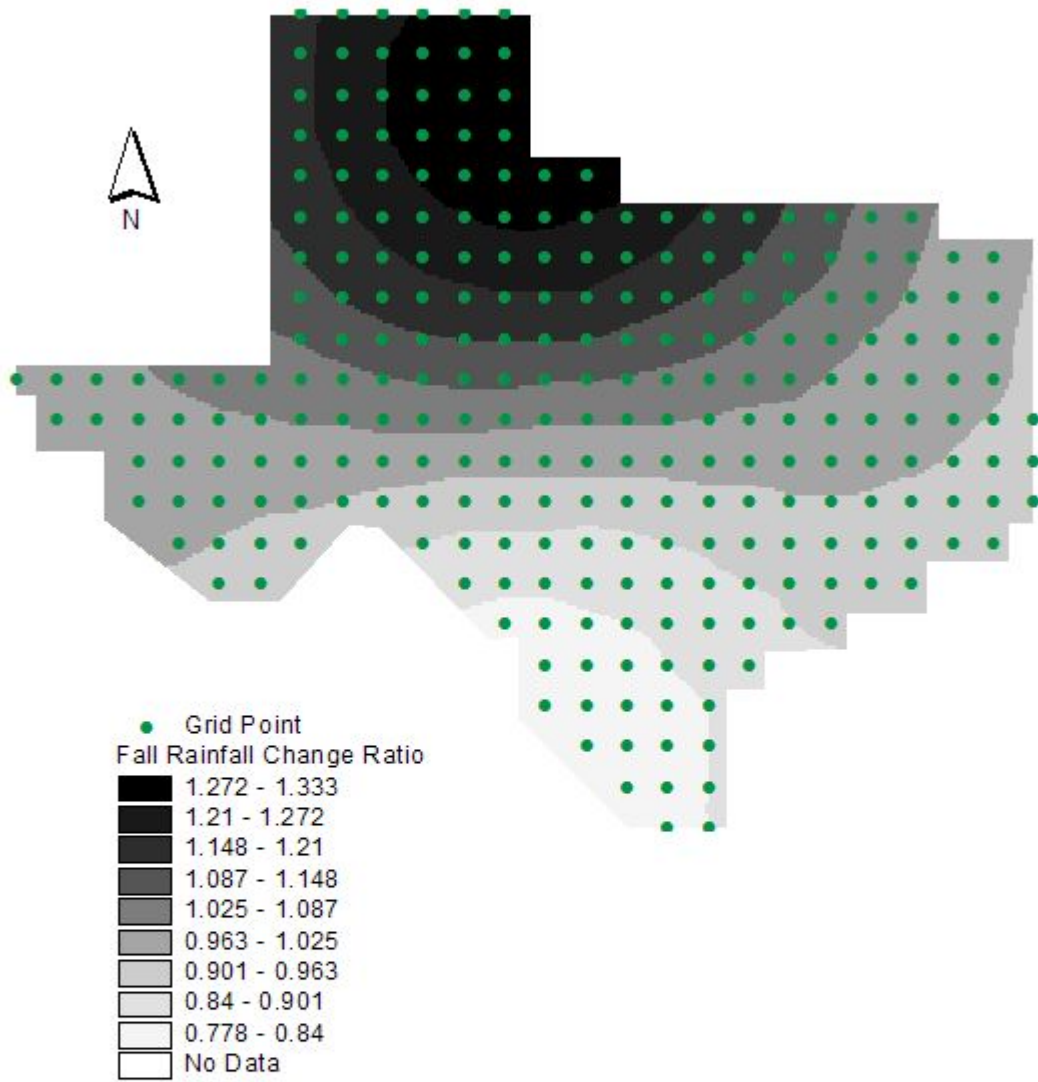 N
Grid Point
Fall Rainfall Change Ratio
1.272 - 1.333
1.21 - 1.272
1.148 - 1.21
1.087 - 1.148
1.025 - 1.087
0.963 - 1.025
0.901 - 0.963
0.84 - 0.901
0.778 - 0.84
No Data